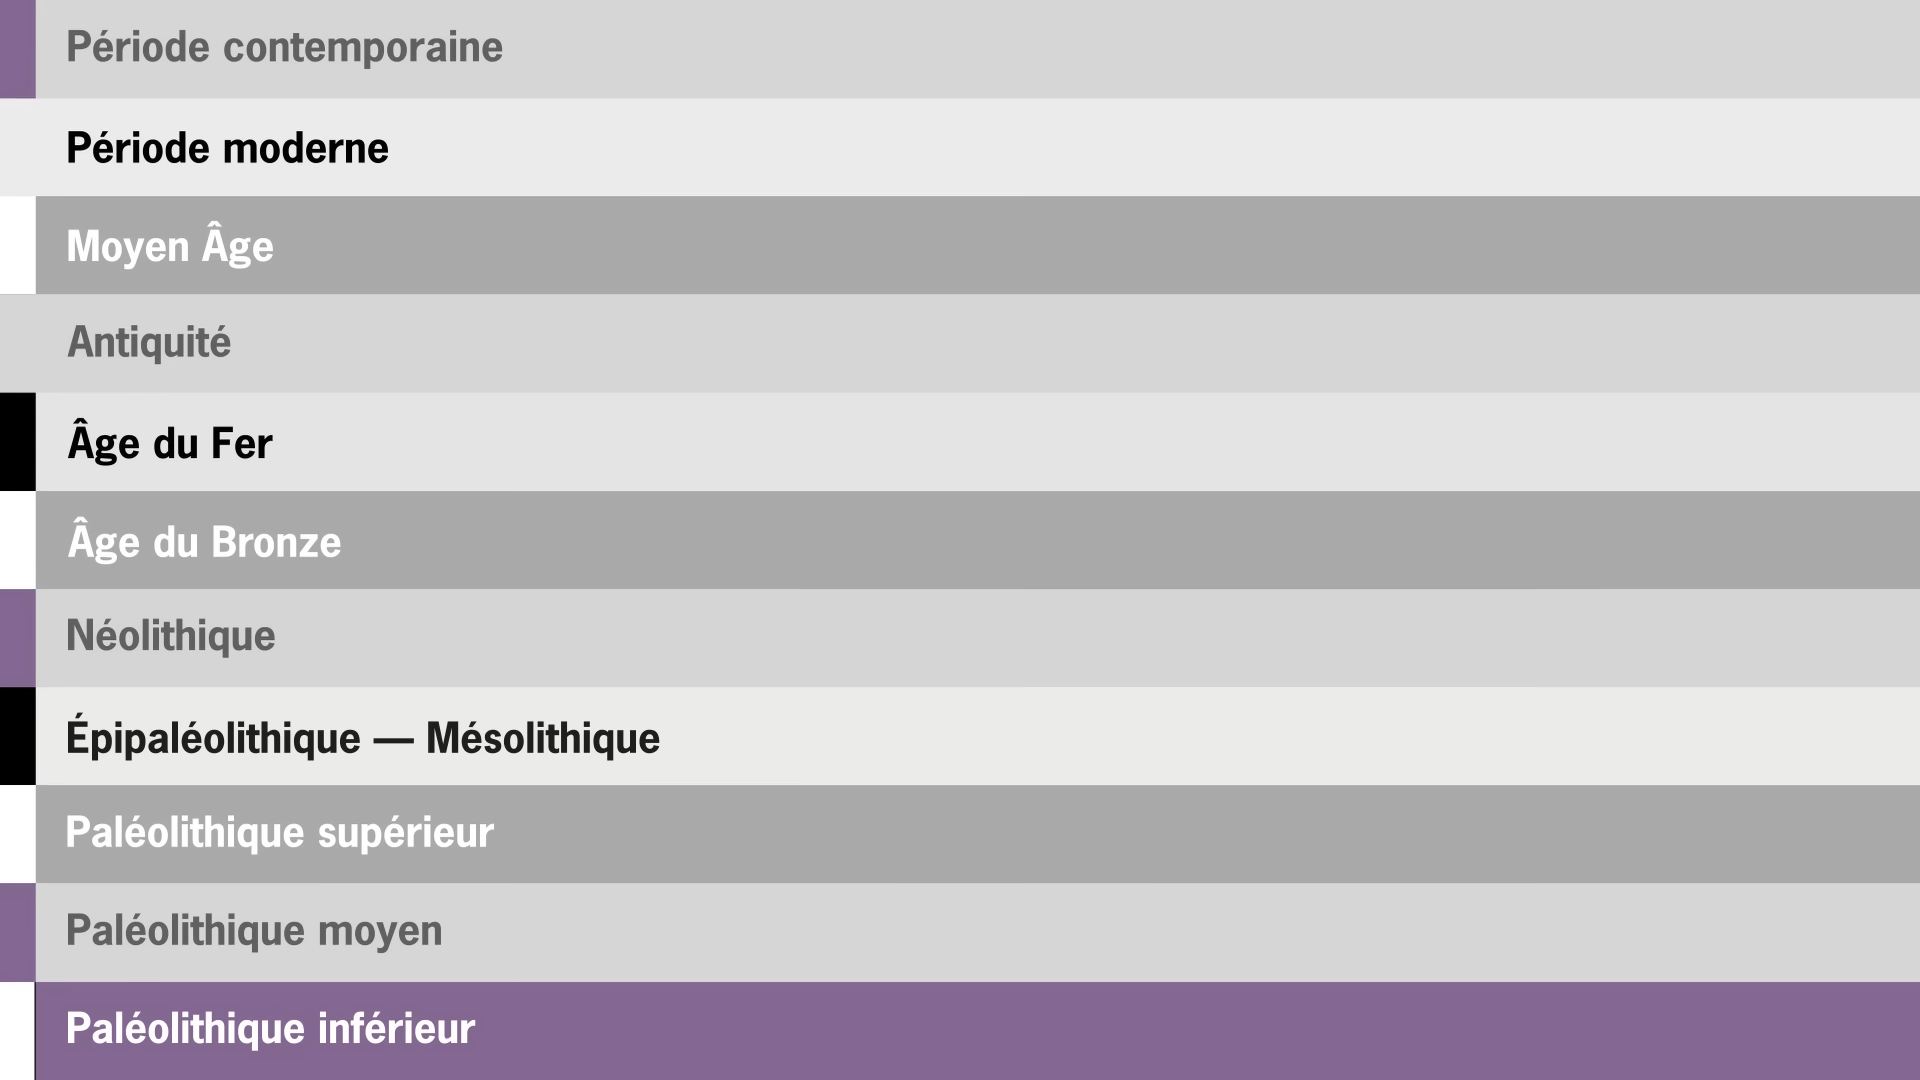 Période contemporaine
Période moderne
Moyen Âge
Antiquité
Âge du Fer
Âge du Bronze
Néolithique
Épipaléolithique — Mésolithique
Paléolithique supérieur
Paléolithique moyen
Paléolithique inférieur